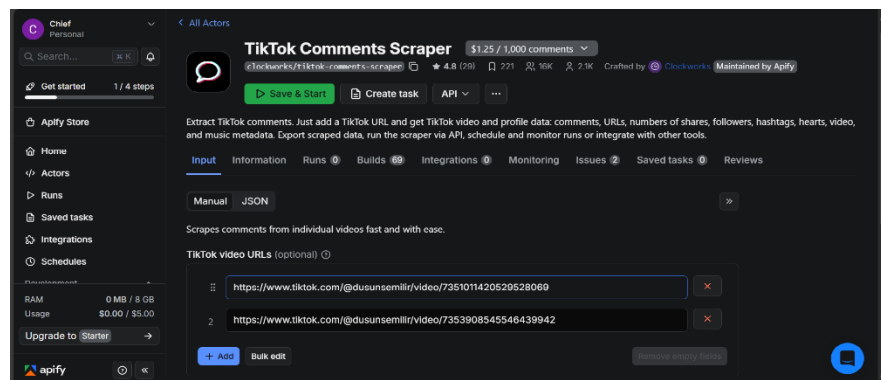 Chief
Personal
Search...
⌘ K
Get started
1 / 4 steps
Apify Store
Home
Actors
Runs
Saved tasks
Integrations
Schedules
Development
RAM
0 MB / 8 GB
Usage
$0.00 / $5.00
Upgrade to Starter
apify
All Actors
TikTok Comments Scraper
$1.25 / 1,000 comments
clockworks/tiktok-comments-scraper
4.8 (29)
221
16K
2.1K
Crafted by Clockworks
Maintained by Apify
Save & Start
Create task
API
Extract TikTok comments. Just add a TikTok URL and get TikTok video and profile data: comments, URLs, numbers of shares, followers, hashtags, hearts, video,
and music metadata. Export scraped data, run the scraper via API, schedule and monitor runs or integrate with other tools.
Input Information Runs 0 Builds 69 Integrations 0 Monitoring Issues 2 Saved tasks 0 Reviews
Manual JSON
Scrapes comments from individual videos fast and with ease.
TikTok video URLs (optional)
https://www.tiktok.com/@dusunsemilir/video/7351011420529528069
2 https://www.tiktok.com/@dusunsemilir/video/7353908545546439942
+ Add
Bulk edit
Remove empty fields